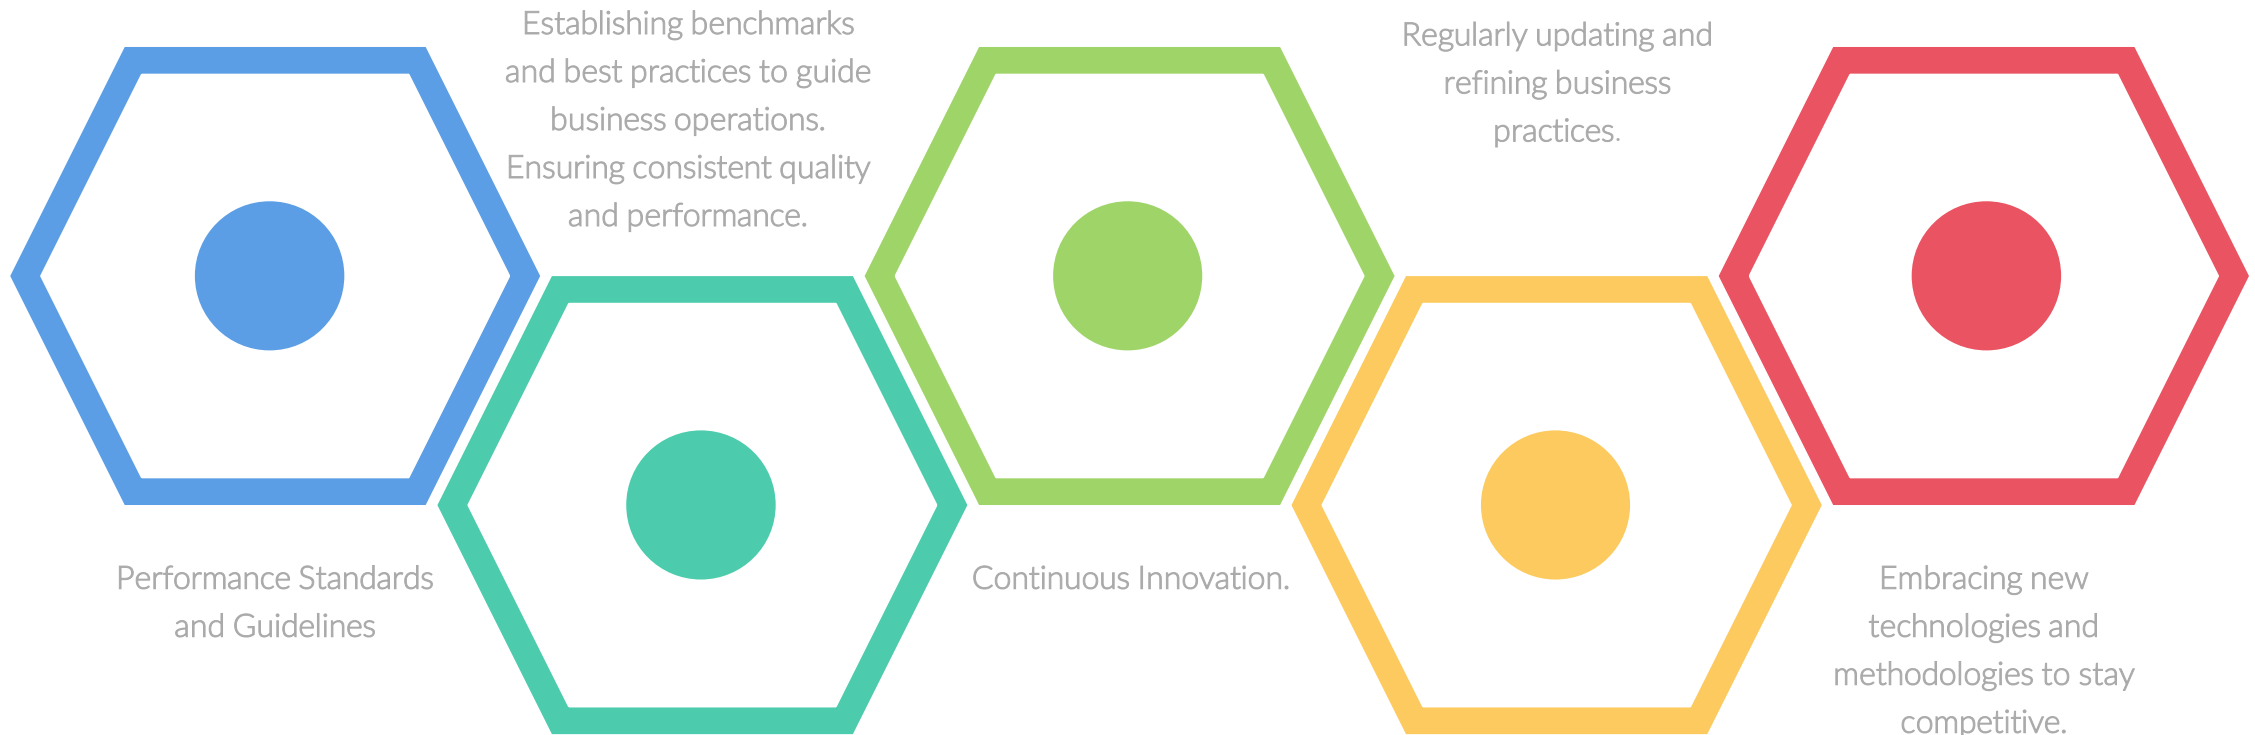 Performance Standards
and Guidelines
Establishing benchmarks
and best practices to guide
business operations.
Ensuring consistent quality
and performance.
Continuous Innovation.
Regularly updating and
refining business
practices.
Embracing new
technologies and
methodologies to stay
competitive.